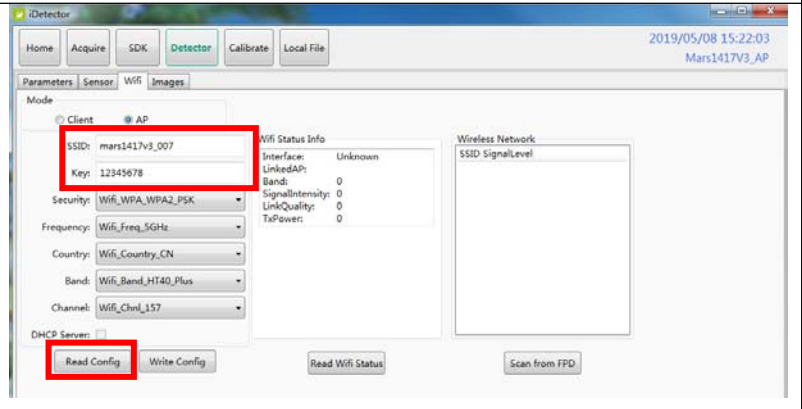 iDetector
Home Acquire SDK Detector Calibrate Local File
2019/05/08 15:22:03
Mars1417V3_AP
Parameters Sensor Wifi Images
Mode
Client AP
SSID: mars1417v3_007
Key: 12345678
Security: Wifi_WPA_WPA2_PSK
Frequency: Wifi_Freq_5GHz
Country: Wifi_Country_CN
Band: Wifi_Band_HT40_Plus
Channel: Wifi_Chnl_157
DHCP Server:
Read Config Write Config
Wifi Status Info
Interface: Unknown
LinkedAP:
Band: 0
SignalIntensity: 0
LinkQuality: 0
TxPower: 0
Read Wifi Status
Wireless Network
SSID SignalLevel
Scan from FPD